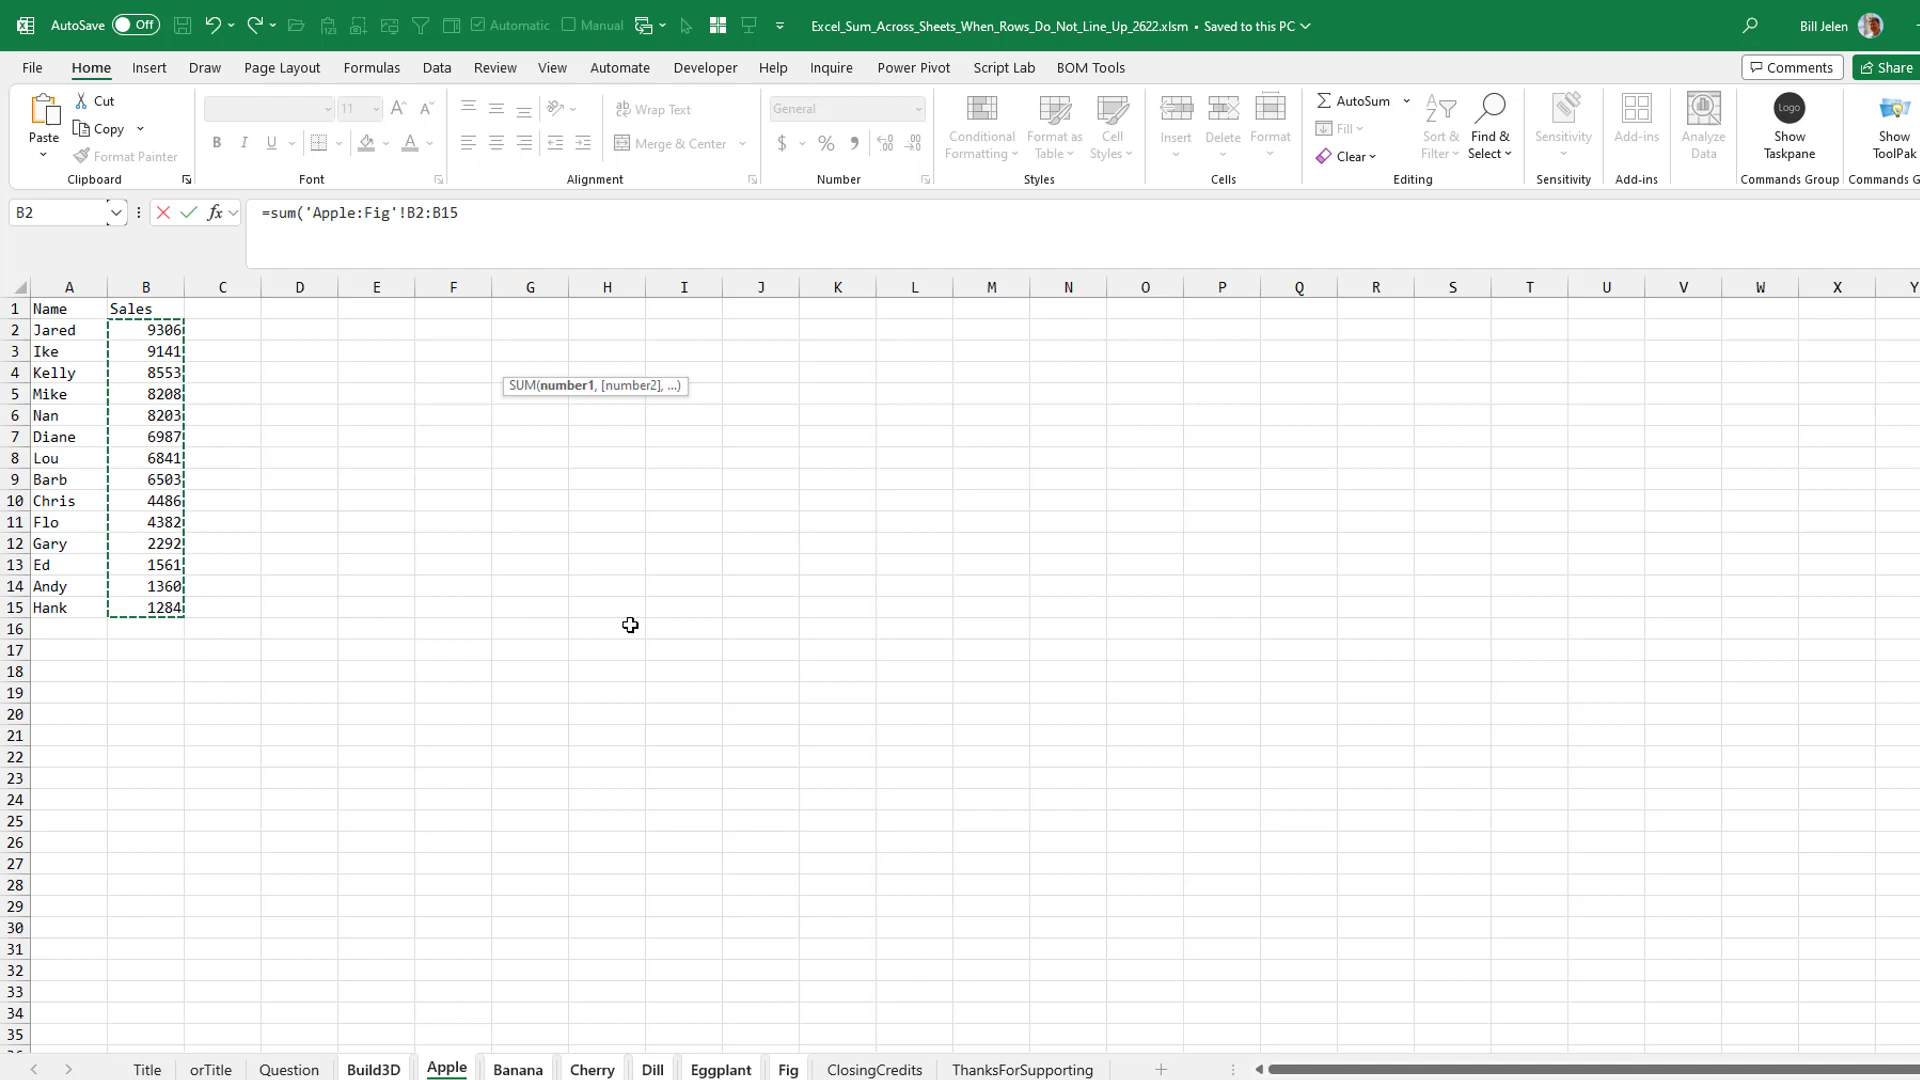 AutoSave Off Automatic Manual Excel_Sum_Across_Sheets_When_Rows_Do_Not_Line_Up_2622.xlsm • Saved to this PC Bill Jelen
File Home Insert Draw Page Layout Formulas Data Review View Automate Developer Help Inquire Power Pivot Script Lab BOM Tools Comments Share
Paste Cut Copy Format Painter Clipboard
11 B I U Font
ab Wrap Text Merge & Center Alignment
General $ % Number
Conditional Formatting Format as Table Cell Styles Styles
Insert Delete Format Cells
AutoSum Fill Clear Sort & Filter Find & Select Editing
Sensitivity Sensitivity
Add-ins Add-ins
Analyze Data
Logo Show Taskpane Commands Group
Show ToolPak Commands G
B2 fx =sum('Apple:Fig'!B2:B15
A B C D E F G H I J K L M N O P Q R S T U V W X Y
1 Name Sales
2 Jared 9306
3 Ike 9141
4 Kelly 8553
5 Mike 8208
SUM(number1, [number2], ...)
6 Nan 8203
7 Diane 6987
8 Lou 6841
9 Barb 6503
10 Chris 4486
11 Flo 4382
12 Gary 2292
13 Ed 1561
14 Andy 1360
15 Hank 1284
16
17
18
19
20
21
22
23
24
25
26
27
28
29
30
31
32
33
34
35
Title orTitle Question Build3D Apple Banana Cherry Dill Eggplant Fig ClosingCredits ThanksForSupporting